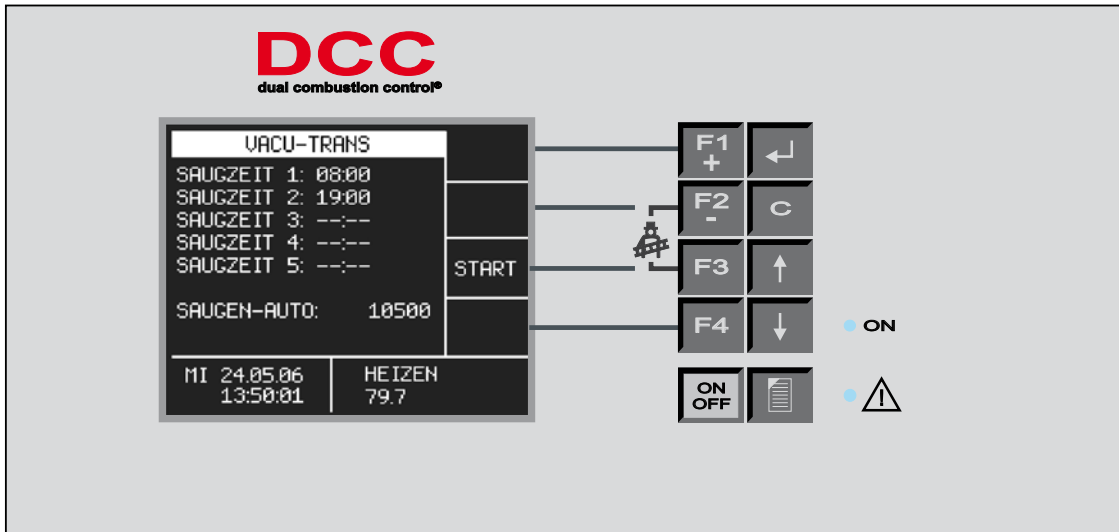 DCC
dual combustion control®
VACU-TRANS
SAUGZEIT 1: 08:00
SAUGZEIT 2: 19:00
SAUGZEIT 3: --:--
SAUGZEIT 4: --:--
SAUGZEIT 5: --:--
START
SAUGEN-AUTO: 10500
MI 24.05.06
13:50:01
HEIZEN
79.7
F1
+
F2
-
C
F3
F4
ON
ON
OFF